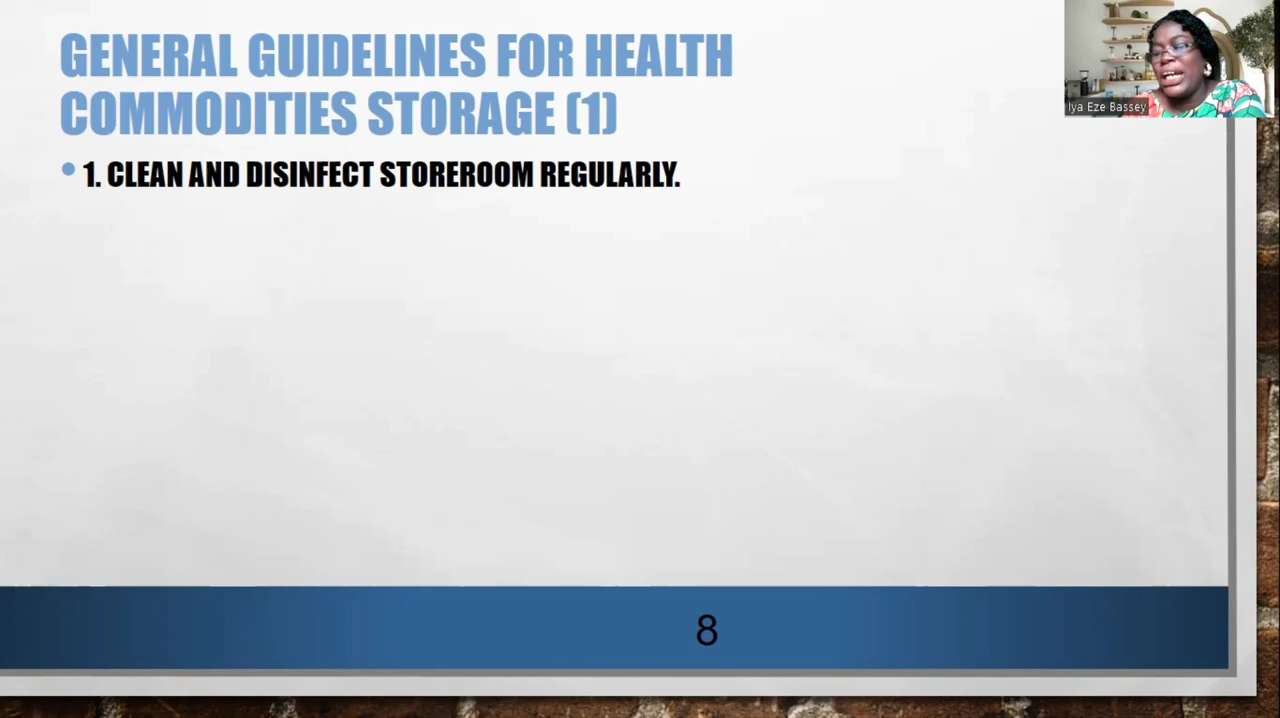 GENERAL GUIDELINES FOR HEALTH
COMMODITIES STORAGE (1)
• 1. CLEAN AND DISINFECT STOREROOM REGULARLY.
Iya Eze Bassey
8